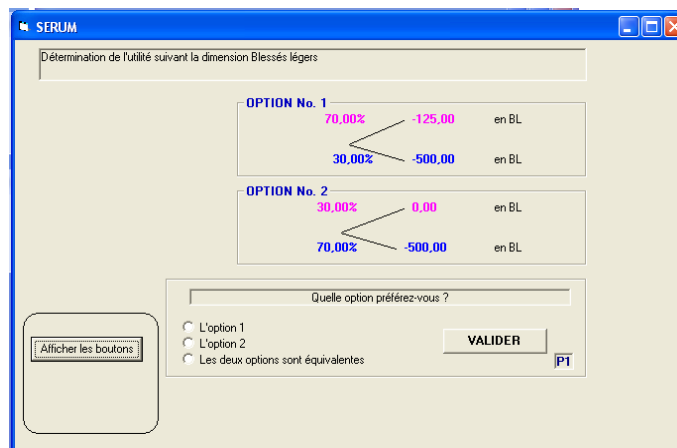 SERUM
Détermination de l'utilité suivant la dimension Blessés légers
OPTION No. 1
70,00% -125,00 en BL
30,00% -500,00 en BL
OPTION No. 2
30,00% 0,00 en BL
70,00% -500,00 en BL
Quelle option préférez-vous ?
L'option 1
L'option 2
Les deux options sont équivalentes
VALIDER
P1
Afficher les boutons